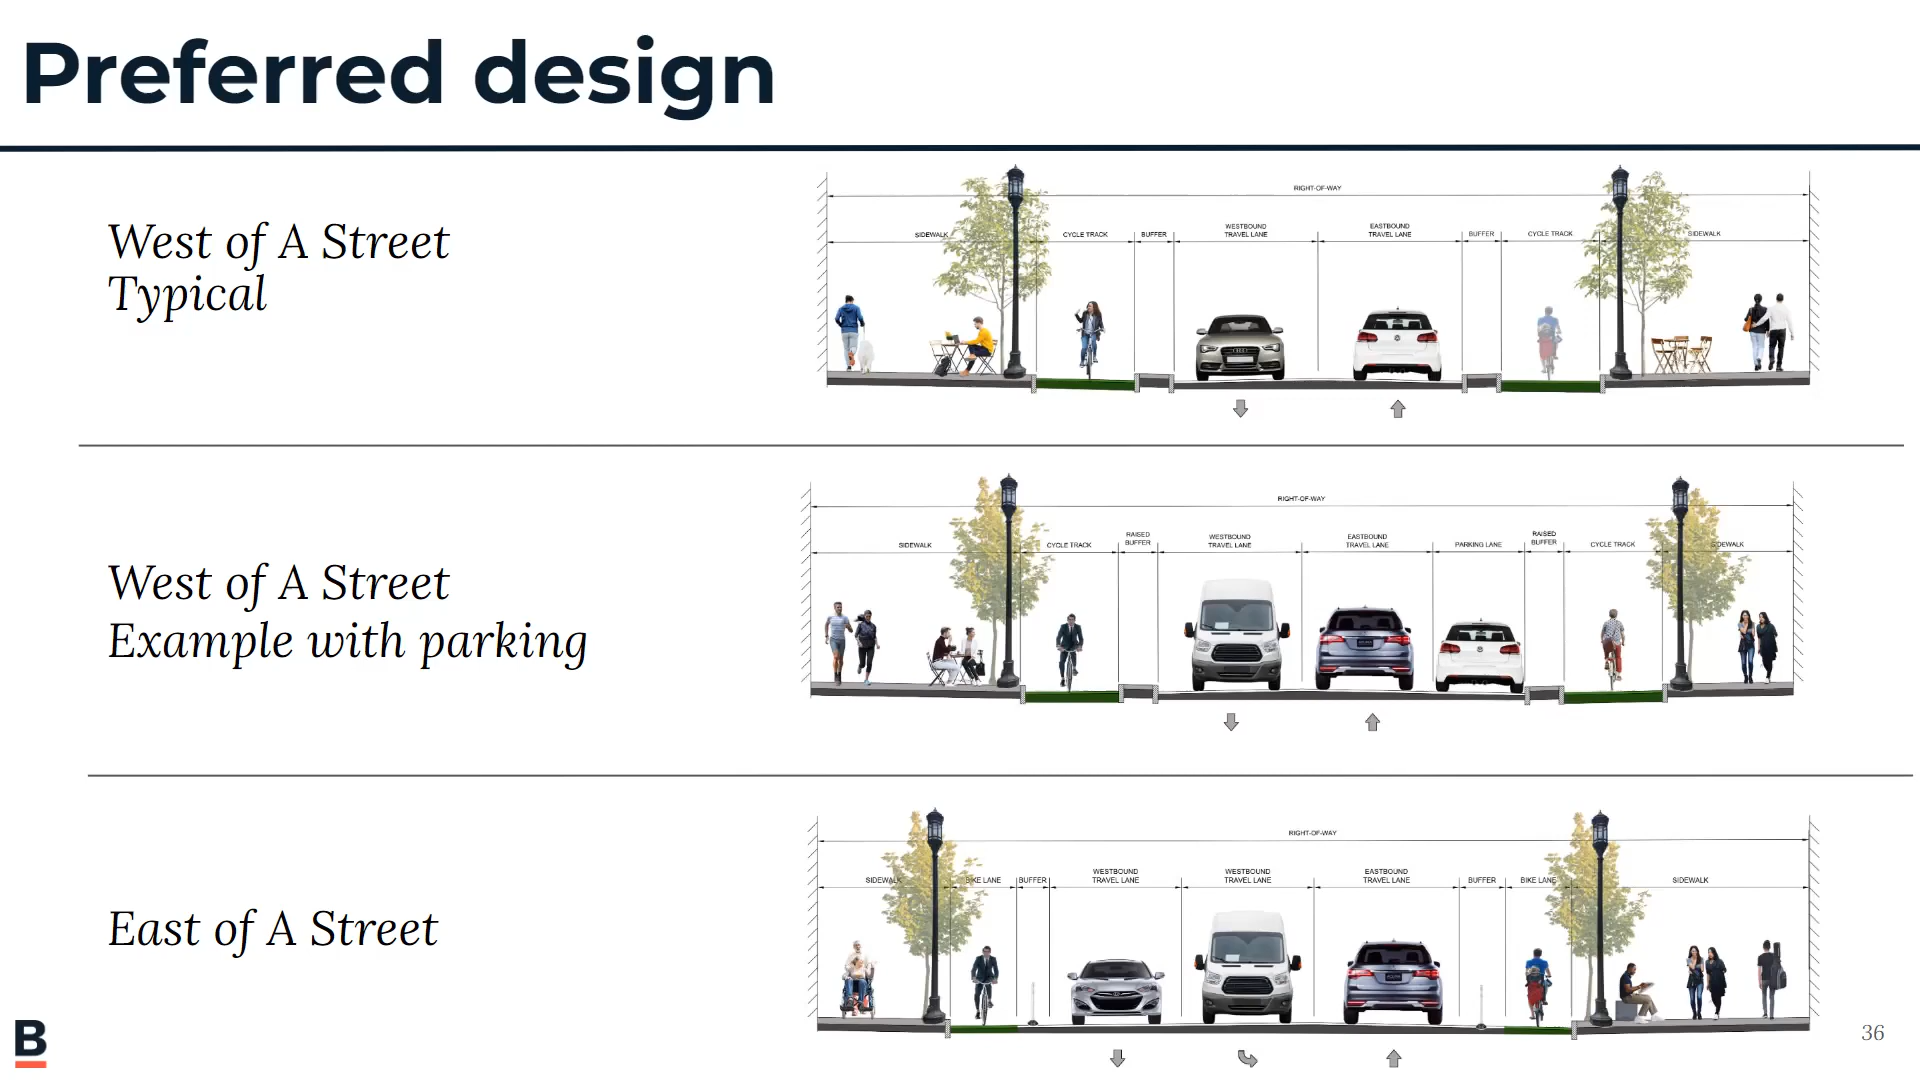 Preferred design
West of A Street
Typical
RIGHT-OF-WAY
SIDEWALK
CYCLE TRACK
BUFFER
WESTBOUND
TRAVEL LANE
EASTBOUND
TRAVEL LANE
BUFFER
CYCLE TRACK
SIDEWALK
West of A Street
Example with parking
RIGHT-OF-WAY
SIDEWALK
CYCLE TRACK
RAISED
BUFFER
WESTBOUND
TRAVEL LANE
EASTBOUND
TRAVEL LANE
PARKING LANE
RAISED
BUFFER
CYCLE TRACK
SIDEWALK
East of A Street
RIGHT-OF-WAY
SIDEWALK
BIKE LANE
BUFFER
WESTBOUND
TRAVEL LANE
WESTBOUND
TRAVEL LANE
EASTBOUND
TRAVEL LANE
BUFFER
BIKE LANE
SIDEWALK
B
36